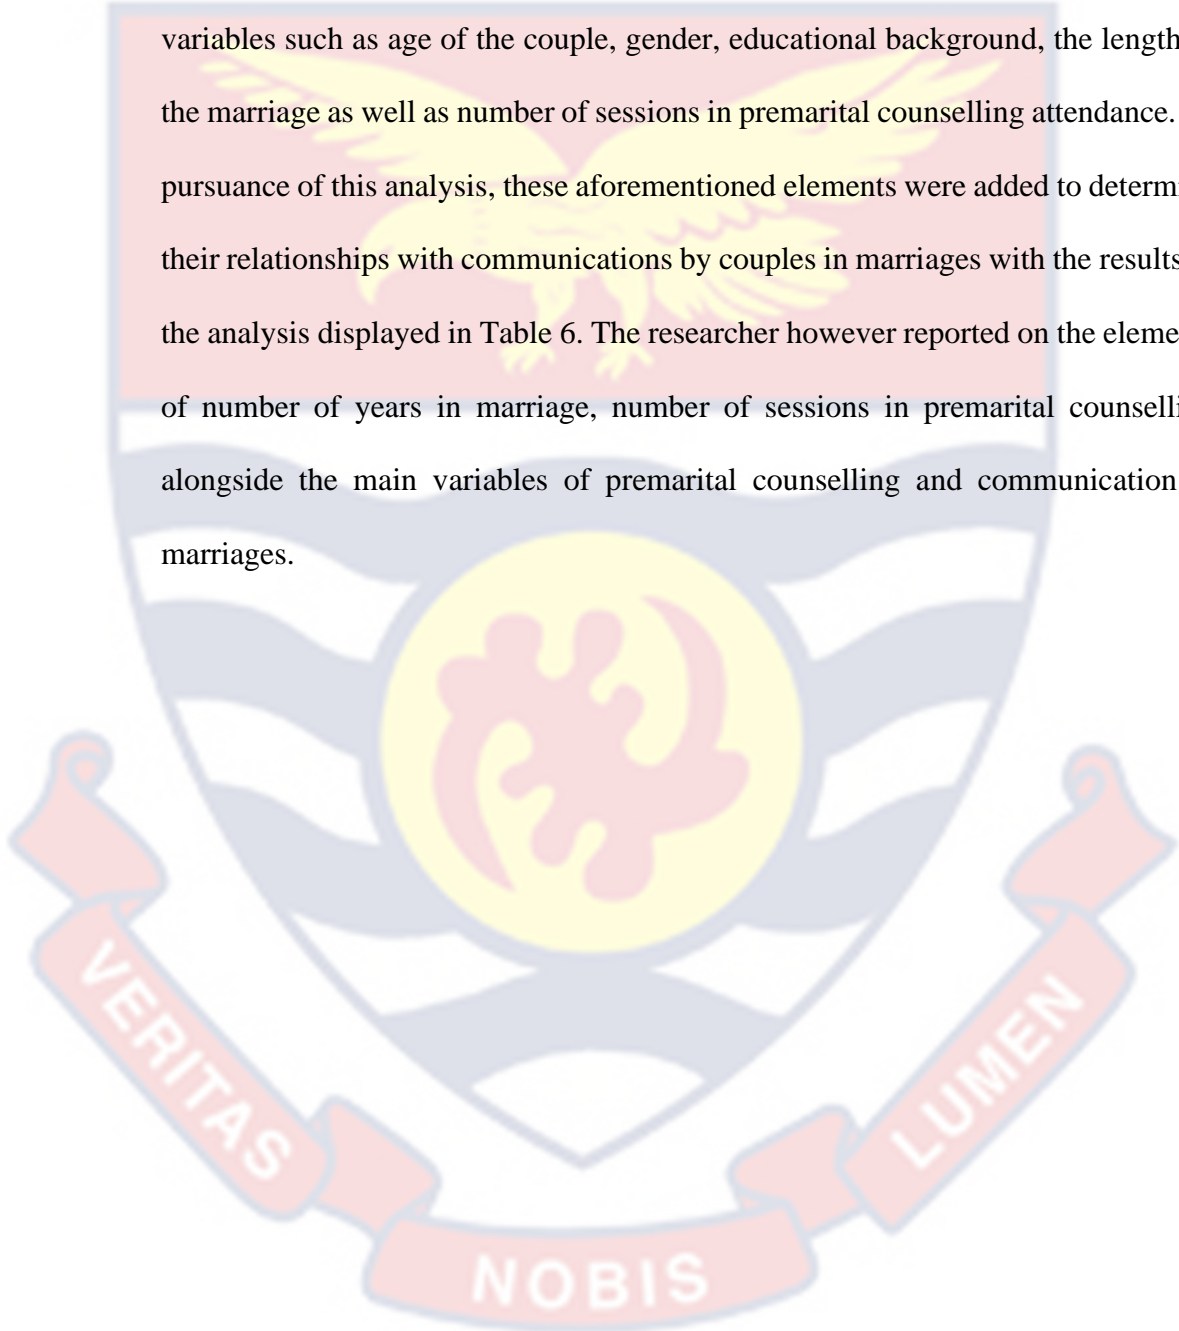 variables such as age of the couple, gender, educational background, the length
the marriage as well as number of sessions in premarital counselling attendance.
pursuance of this analysis, these aforementioned elements were added to determi
their relationships with communications by couples in marriages with the results
the analysis displayed in Table 6. The researcher however reported on the eleme
of number of years in marriage, number of sessions in premarital counselli
alongside the main variables of premarital counselling and communication
marriages.
VERITAS
NOBIS
LUMEN